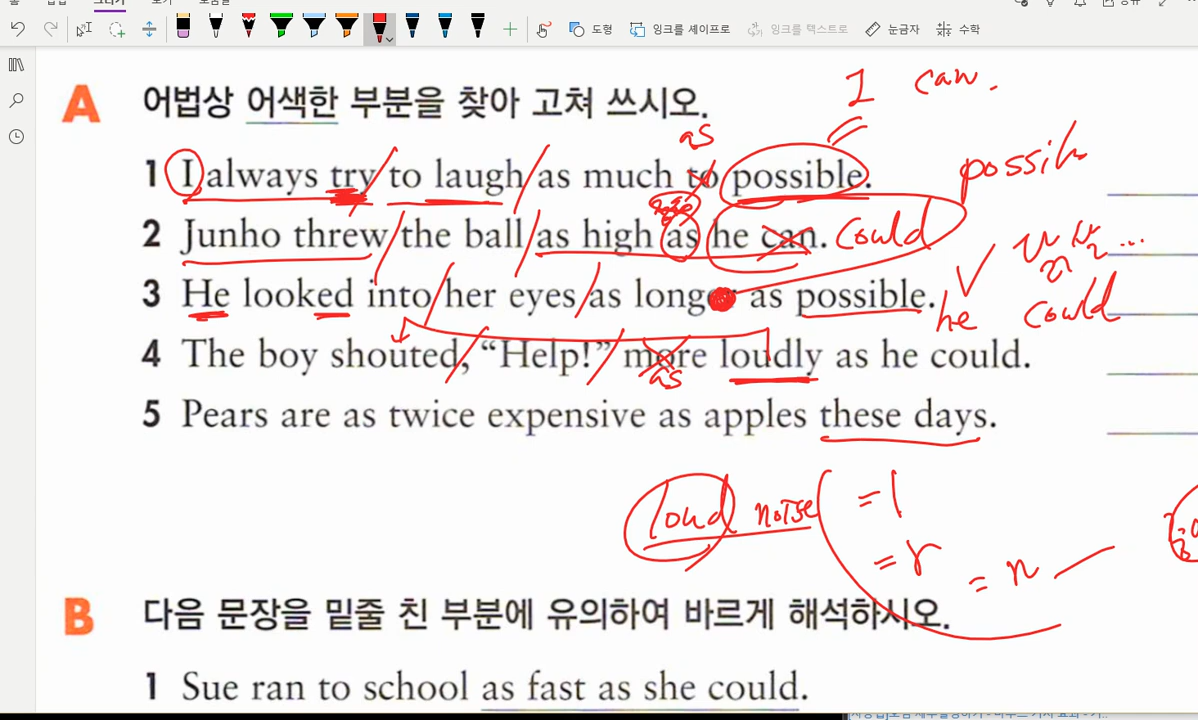 도형 잉크를 셰이프로 잉크를 텍스트로 눈금자 수학
I can.
A 어법상 어색한 부분을 찾아 고쳐 쓰시오.
as
1 I always try to laugh as much to possible.
2 Junho threw the ball as high as he can. could
3 He looked into her eyes as long as possible.
he could
4 The boy shouted, “Help!” more loudly as he could.
as
5 Pears are as twice expensive as apples these days.
loud noise = l
= r
= n
B 다음 문장을 밑줄 친 부분에 유의하여 바르게 해석하시오.
1 Sue ran to school as fast as she could.